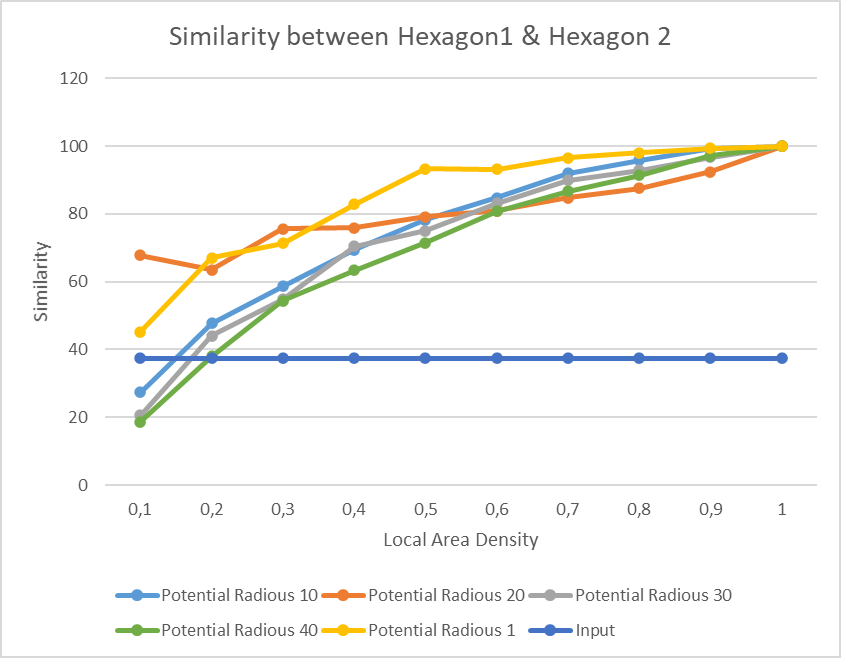 Similarity between Hexagon1 & Hexagon 2
120
100
80
60
40
20
0
Similarity
0,1 0,2 0,3 0,4 0,5 0,6 0,7 0,8 0,9 1
Local Area Density
Potential Radious 10 Potential Radious 20 Potential Radious 30
Potential Radious 40 Potential Radious 1 Input